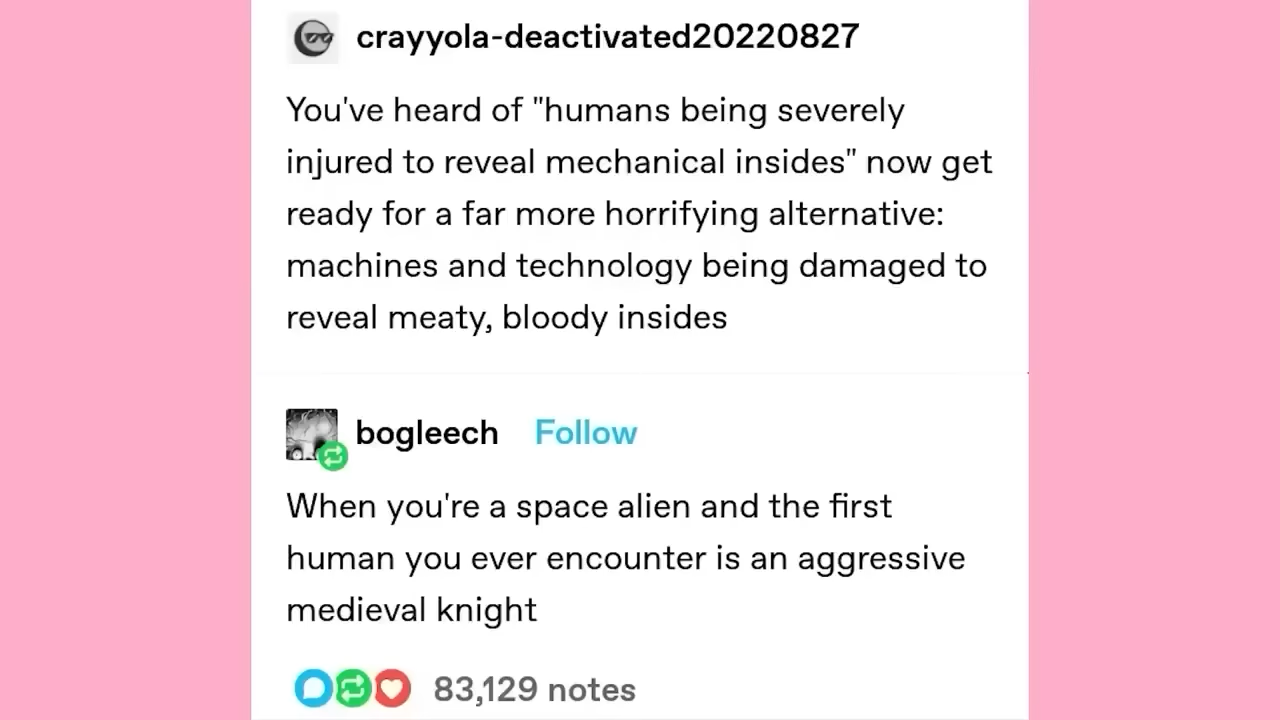 crayyola-deactivated20220827
You've heard of "humans being severely
injured to reveal mechanical insides" now get
ready for a far more horrifying alternative:
machines and technology being damaged to
reveal meaty, bloody insides
bogleech Follow
When you're a space alien and the first
human you ever encounter is an aggressive
medieval knight
83,129 notes